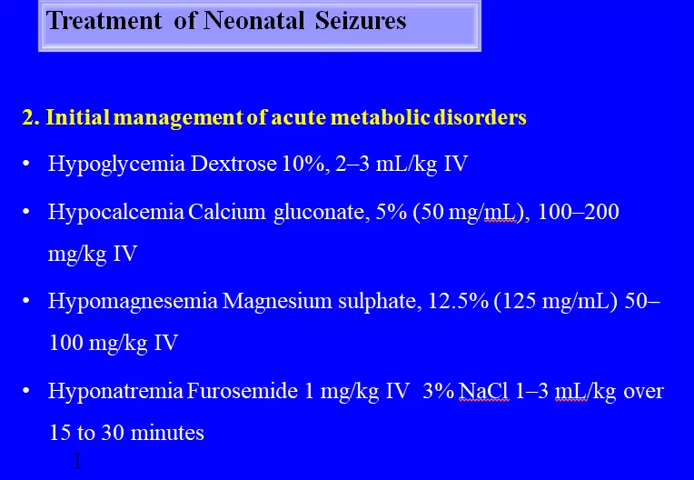 Treatment of Neonatal Seizures
2. Initial management of acute metabolic disorders
• Hypoglycemia Dextrose 10%, 2–3 mL/kg IV
• Hypocalcemia Calcium gluconate, 5% (50 mg/mL), 100–200
mg/kg IV
• Hypomagnesemia Magnesium sulphate, 12.5% (125 mg/mL) 50–
100 mg/kg IV
• Hyponatremia Furosemide 1 mg/kg IV 3% NaCl 1–3 mL/kg over
15 to 30 minutes